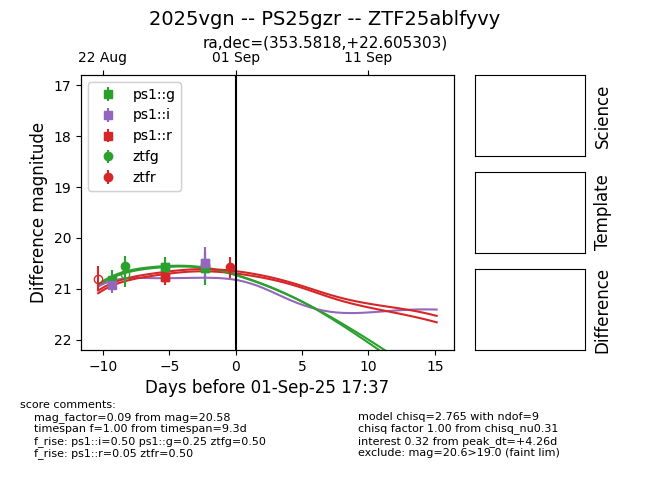 2025vgn -- PS25gzr -- ZTF25ablfyvy
ra,dec=(353.5818,+22.605303)
22 Aug 01 Sep 11 Sep
17
18
19
20
21
22
Difference magnitude
ps1::g
ps1::i
ps1::r
ztfg
ztfr
−10 −5 0 5 10 15
Days before 01-Sep-25 17:37
Science
Template
Difference
score comments:
mag_factor=0.09 from mag=20.58
timespan f=1.00 from timespan=9.3d
f_rise: ps1::i=0.50 ps1::g=0.25 ztfg=0.50
f_rise: ps1::r=0.05 ztfr=0.50
model chisq=2.765 with ndof=9
chisq factor 1.00 from chisq_nu0.31
interest 0.32 from peak_dt=+4.26d
exclude: mag=20.6>19.0 (faint lim)